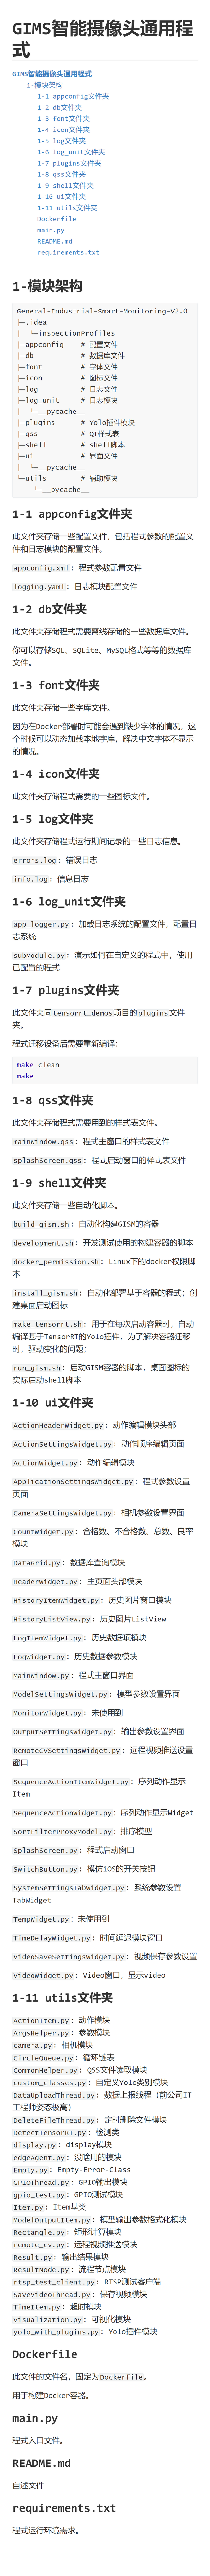 GIMS智能摄像头通用程
式
GIMS智能摄像头通用程式
1-模块架构
1-1 appconfig文件夹
1-2 db文件夹
1-3 font文件夹
1-4 icon文件夹
1-5 log文件夹
1-6 log_unit文件夹
1-7 plugins文件夹
1-8 qss文件夹
1-9 shell文件夹
1-10 ui文件夹
1-11 utils文件夹
Dockerfile
main.py
README.md
requirements.txt
1-模块架构
General-Industrial-Smart-Monitoring-V2.0
├─.idea
│  └─inspectionProfiles
├─appconfig    # 配置文件
├─db           # 数据库文件
├─font         # 字体文件
├─icon         # 图标文件
├─log          # 日志文件
├─log_unit     # 日志模块
│  └─__pycache__
├─plugins      # Yolo插件模块
├─qss          # QT样式表
├─shell        # shell脚本
├─ui           # 界面文件
│  └─__pycache__
└─utils        # 辅助模块
    └─__pycache__
1-1 appconfig文件夹
此文件夹存储一些配置文件，包括程式参数的配置文
件和日志模块的配置文件。
appconfig.xml: 程式参数配置文件
logging.yaml: 日志模块配置文件
1-2 db文件夹
此文件夹存储程式需要离线存储的一些数据库文件。
你可以存储SQL、SQLite、MySQL格式等等的数据库
文件。
1-3 font文件夹
此文件夹存储一些字库文件。
因为在Docker部署时可能会遇到缺少字体的情况，这
个时候可以动态加载本地字库，解决中文字体不显示
的情况。
1-4 icon文件夹
此文件夹存储程式需要的一些图标文件。
1-5 log文件夹
此文件夹存储程式运行期间记录的一些日志信息。
errors.log: 错误日志
info.log: 信息日志
1-6 log_unit文件夹
app_logger.py: 加载日志系统的配置文件，配置日
志系统
subModule.py: 演示如何在自定义的程式中，使用
已配置的程式
1-7 plugins文件夹
此文件夹同tensorrt_demos项目的plugins文件
夹。
程式迁移设备后需要重新编译：
make clean
make
1-8 qss文件夹
此文件夹存储程式需要用到的样式表文件。
mainWindow.qss: 程式主窗口的样式表文件
splashScreen.qss: 程式启动窗口的样式表文件
1-9 shell文件夹
此文件夹存储一些自动化脚本。
build_gism.sh: 自动化构建GISM的容器
development.sh: 开发测试使用的构建容器的脚本
docker_permission.sh: Linux下的docker权限脚
本
install_gism.sh: 自动化部署基于容器的程式; 创
建桌面启动图标
make_tensorrt.sh: 用于在每次启动容器时，自动
编译基于TensorRT的Yolo插件，为了解决容器迁移
时，驱动变化的问题；
run_gism.sh: 启动GISM容器的脚本，桌面图标的
实际启动shell脚本
1-10 ui文件夹
ActionHeaderWidget.py: 动作编辑模块头部
ActionSettingsWidget.py: 动作顺序编辑页面
ActionWidget.py: 动作编辑模块
ApplicationSettingsWidget.py: 程式参数设置
页面
CameraSettingsWidget.py: 相机参数设置界面
CountWidget.py: 合格数、不合格数、总数、良率
模块
DataGrid.py: 数据库查询模块
HeaderWidget.py: 主页面头部模块
HistoryItemWidget.py: 历史图片窗口模块
HistoryListView.py: 历史图片ListView
LogItemWidget.py: 历史数据项模块
LogWidget.py: 历史数据参数模块
MainWindow.py: 程式主窗口界面
ModelSettingsWidget.py: 模型参数设置界面
MonitorWidget.py: 未使用到
OutputSettingsWidget.py: 输出参数设置界面
RemoteCVSettingsWidget.py: 远程视频推送设置
窗口
SequenceActionItemWidget.py: 序列动作显示
Item
SequenceActionWidget.py: 序列动作显示Widget
SortFilterProxyModel.py: 排序模型
SplashScreen.py: 程式启动窗口
SwitchButton.py: 模仿iOS的开关按钮
SystemSettingsTabWidget.py: 系统参数设置
TabWidget
TempWidget.py: 未使用到
TimeDelayWidget.py: 时间延迟模块窗口
VideoSaveSettingsWidget.py: 视频保存参数设置
VideoWidget.py: Video窗口，显示video
1-11 utils文件夹
ActionItem.py: 动作模块
ArgsHelper.py: 参数模块
camera.py: 相机模块
CircleQueue.py: 循环链表
CommonHelper.py: QSS文件读取模块
custom_classes.py: 自定义Yolo类别模块
DataUploadThread.py: 数据上报线程（前公司IT
工程师姿态极高）
DeleteFileThread.py: 定时删除文件模块
DetectTensorRT.py: 检测类
display.py: display模块
edgeAgent.py: 没啥用的模块
Empty.py: Empty-Error-Class
GPIOThread.py: GPIO输出模块
gpio_test.py: GPIO测试模块
Item.py: Item基类
ModelOutputItem.py: 模型输出参数格式化模块
Rectangle.py: 矩形计算模块
remote_cv.py: 远程视频推送模块
Result.py: 输出结果模块
ResultNode.py: 流程节点模块
rtsp_test_client.py: RTSP测试客户端
SaveVideoThread.py: 保存视频模块
TimeItem.py: 超时模块
visualization.py: 可视化模块
yolo_with_plugins.py: Yolo插件模块
Dockerfile
此文件的文件名，固定为Dockerfile。
用于构建Docker容器。
main.py
程式入口文件。
README.md
自述文件
requirements.txt
程式运行环境需求。